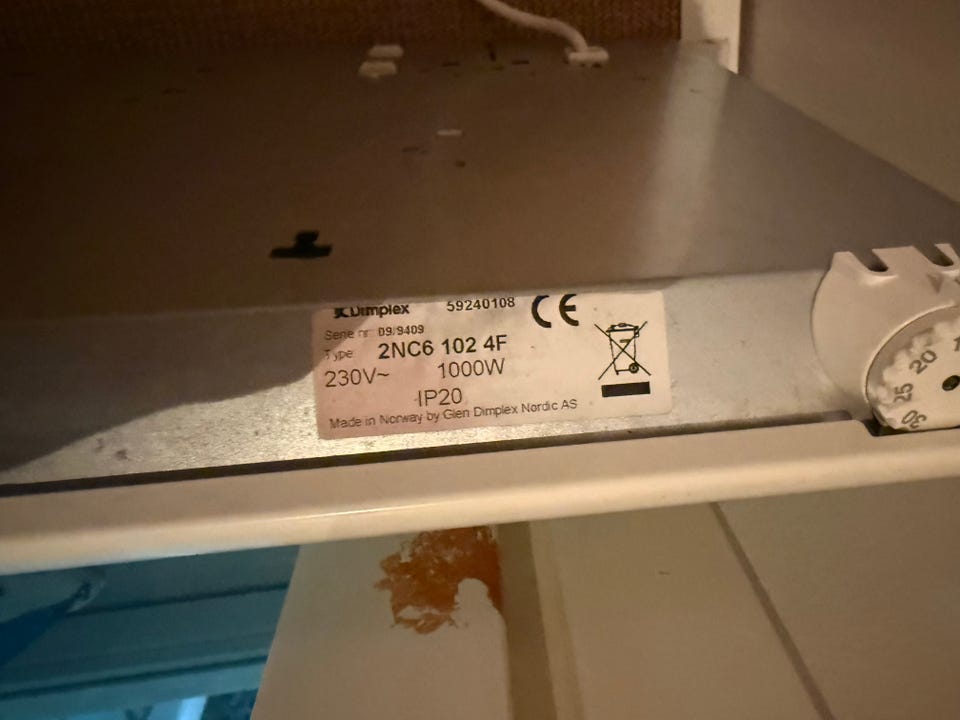 Dimplex 59240108 CE
Serie nr: 09/9409
Type: 2NC6 102 4F
230V~ 1000W
IP20
Made in Norway by Glen Dimplex Nordic AS
20
25
30